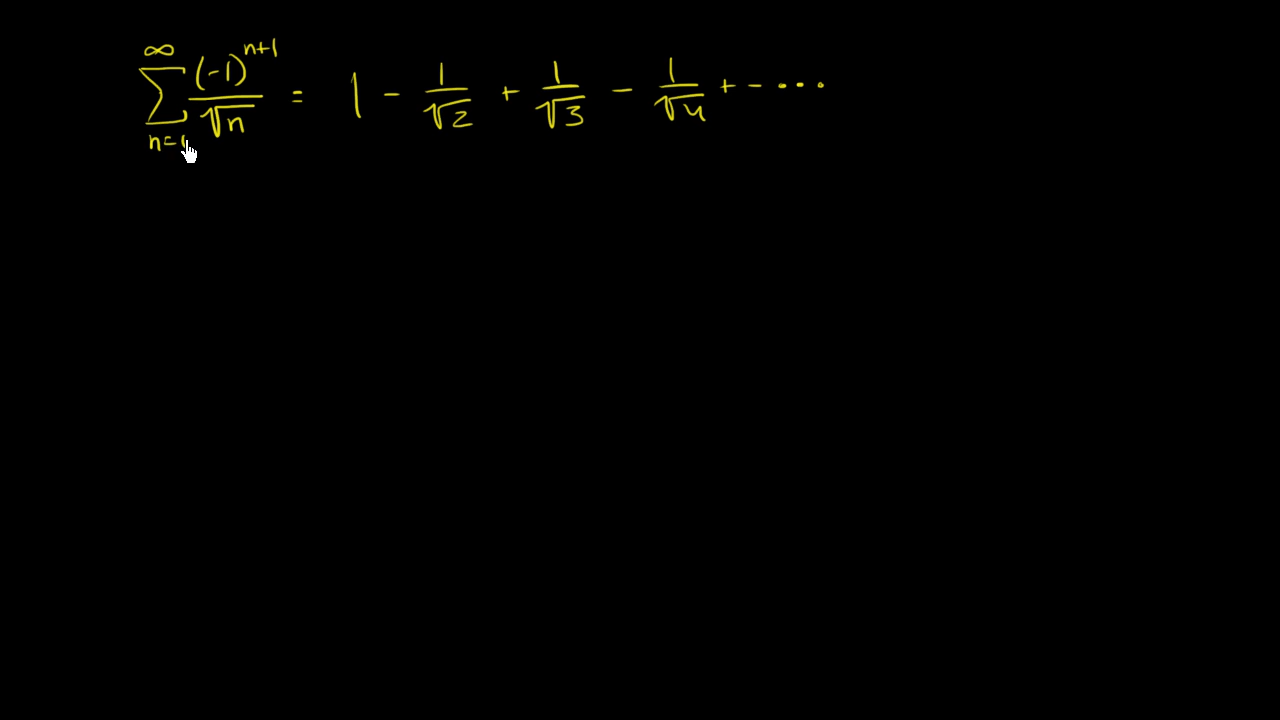 ∞ ∑ n=1 (-1)^{n+1} / √n = 1 - 1/√2 + 1/√3 - 1/√4 + - ....